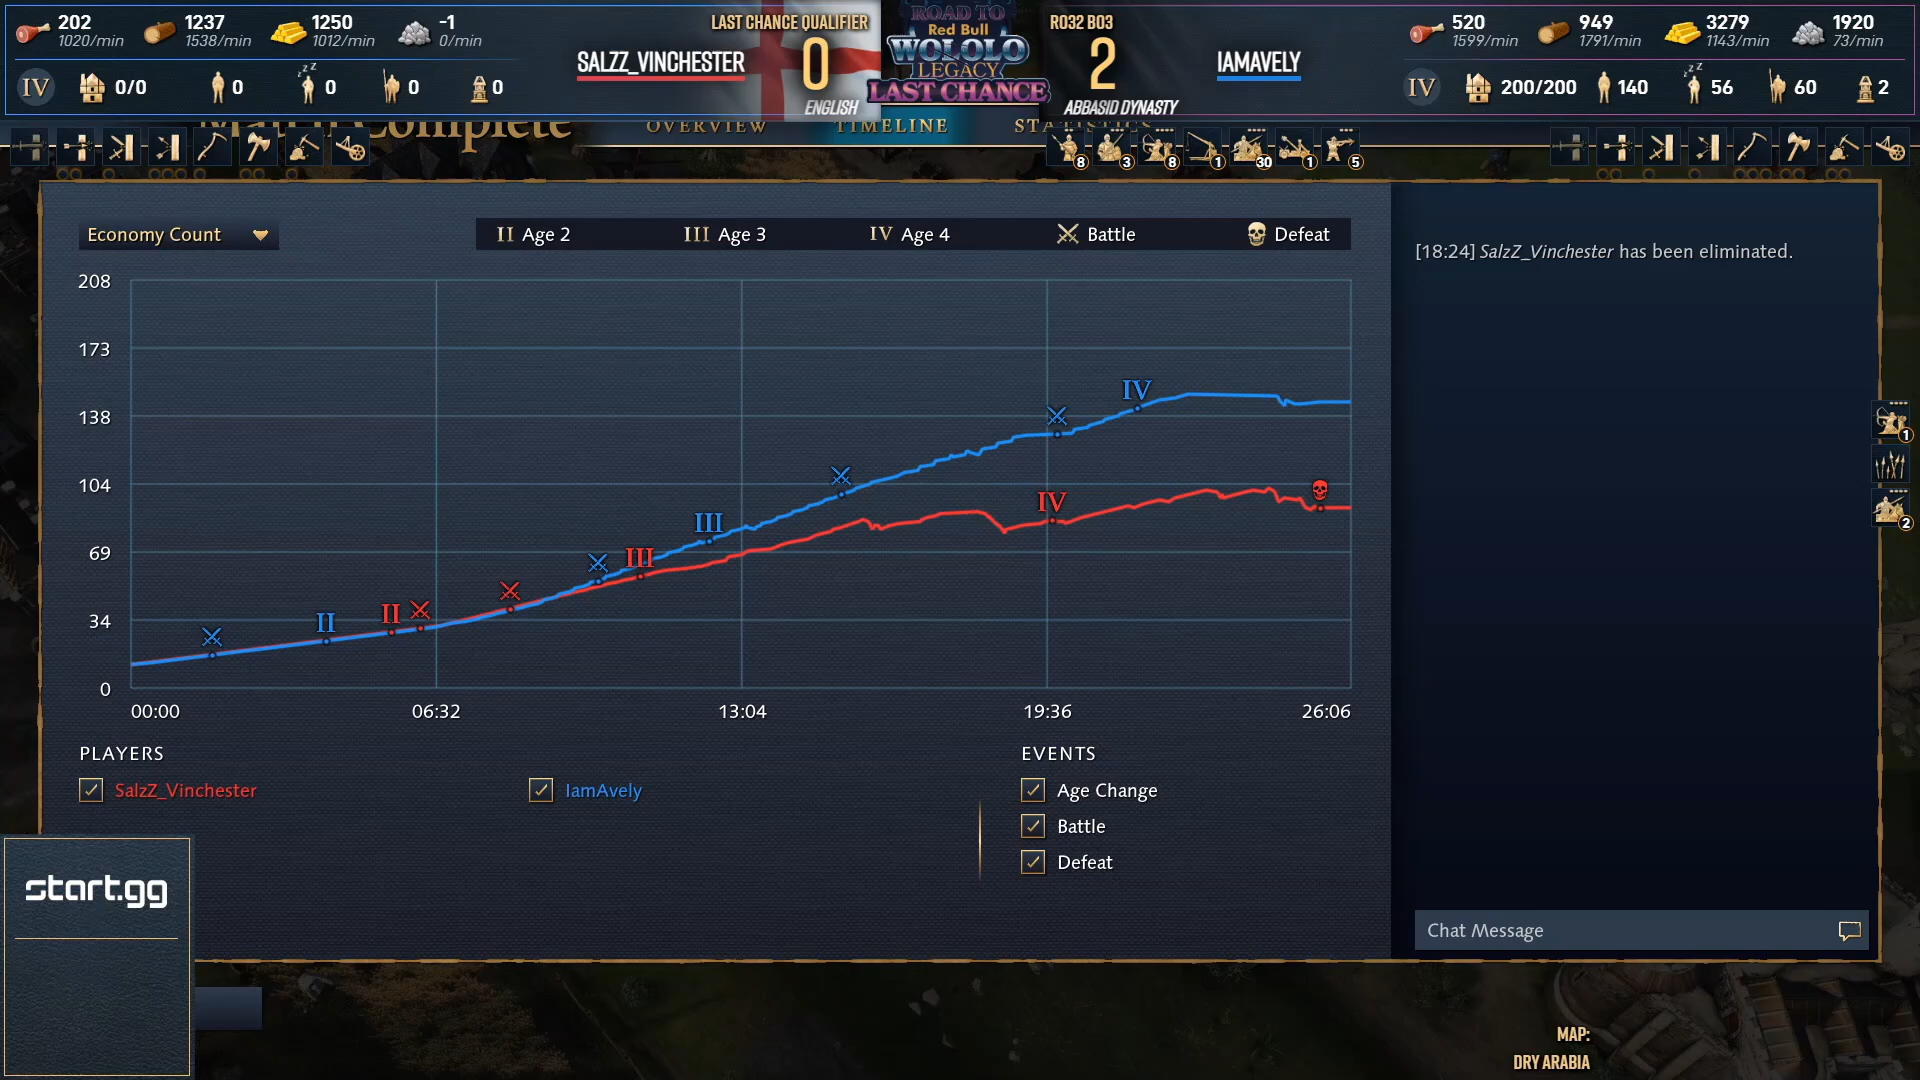 202
1020/min
1237
1538/min
1250
1012/min
-1
0/min
IV
0/0
0
0
0
0
LAST CHANCE QUALIFIER
SALZZ_VINCHESTER
0
ENGLISH
ROAD TO
Red Bull
WOLOLO
LEGACY
LAST CHANCE
RO32 BO3
2
IAMAVELY
ABBASID DYNASTY
520
1599/min
949
1791/min
3279
1143/min
1920
73/min
IV
200/200
140
56
60
2
Match Complete
OVERVIEW
TIMELINE
STATISTICS
8
3
8
1
30
1
5
Economy Count
II Age 2
III Age 3
IV Age 4
Battle
Defeat
208
173
138
104
69
34
0
II
II
III
III
IV
IV
00:00
06:32
13:04
19:36
26:06
PLAYERS
SalzZ_Vinchester
IamAvely
EVENTS
Age Change
Battle
Defeat
[18:24] SalzZ_Vinchester has been eliminated.
1
2
Chat Message
start.gg
MAP:
DRY ARABIA